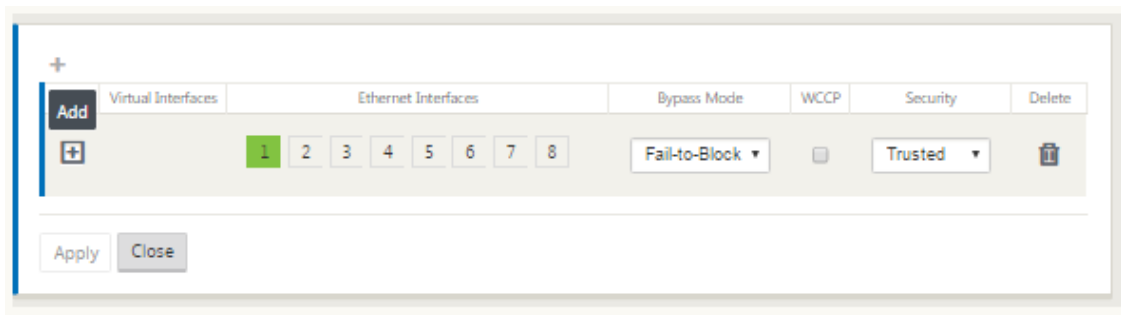 +
Add Virtual Interfaces Ethernet Interfaces Bypass Mode WCCP Security Delete
1 2 3 4 5 6 7 8 Fail-to-Block Trusted
Apply Close